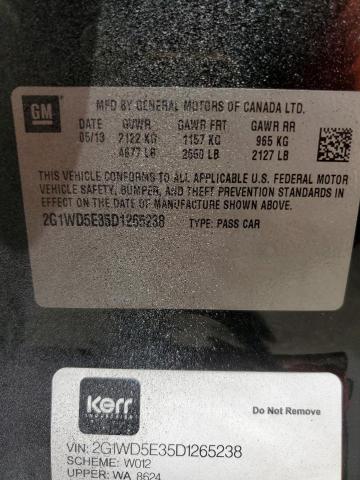 GM
MFD BY GENERAL MOTORS OF CANADA LTD.
DATE GVWR GAWR FRT GAWR RR
05/13 2122 KG 1157 KG 965 KG
4677 LB 2550 LB 2127 LB
THIS VEHICLE CONFORMS TO ALL APPLICABLE U.S. FEDERAL MOTOR
VEHICLE SAFETY, BUMPER, AND THEFT PREVENTION STANDARDS IN
EFFECT ON THE DATE OF MANUFACTURE SHOWN ABOVE.
2G1WD5E35D1265238 TYPE: PASS CAR
Kerr
INDUSTRIES
Do Not Remove
VIN: 2G1WD5E35D1265238
SCHEME: W012
UPPER: WA 8624